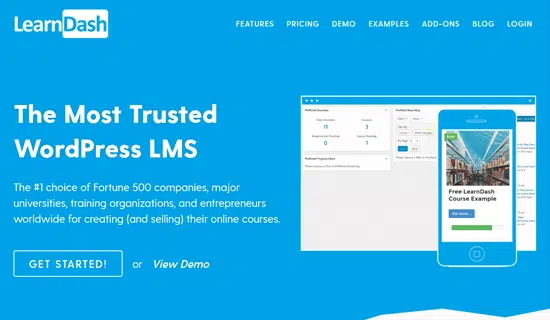 LearnDash
FEATURES PRICING DEMO EXAMPLES ADD-ONS BLOG LOGIN
The Most Trusted
WordPress LMS
The #1 choice of Fortune 500 companies, major
universities, training organizations, and entrepreneurs
worldwide for creating (and selling) their online courses.
GET STARTED! or View Demo
11
3
0
1
Free LearnDash
Course Example